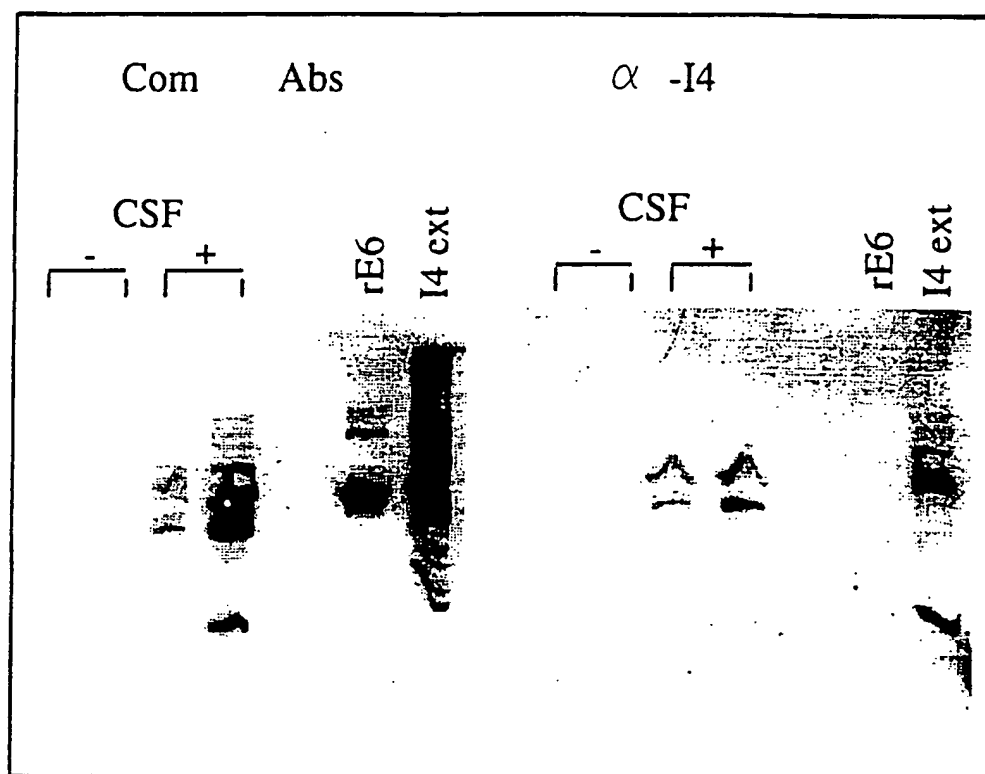 Com Abs α -I4
CSF CSF
- + rE6 I4 ext - + rE6 I4 ext